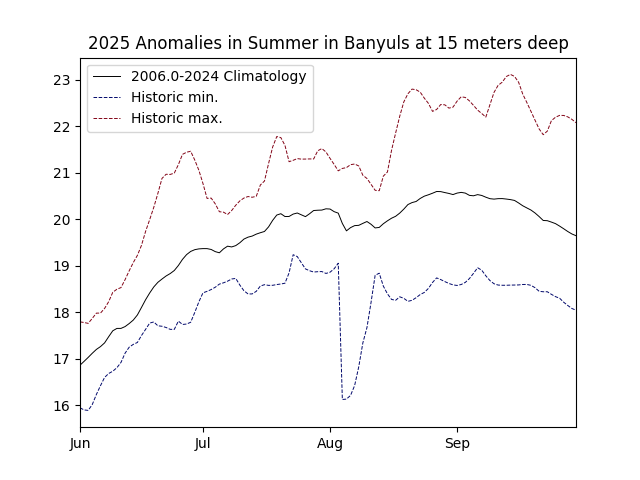 2025 Anomalies in Summer in Banyuls at 15 meters deep
2006.0-2024 Climatology
Historic min.
Historic max.
23
22
21
20
19
18
17
16
Jun Jul Aug Sep